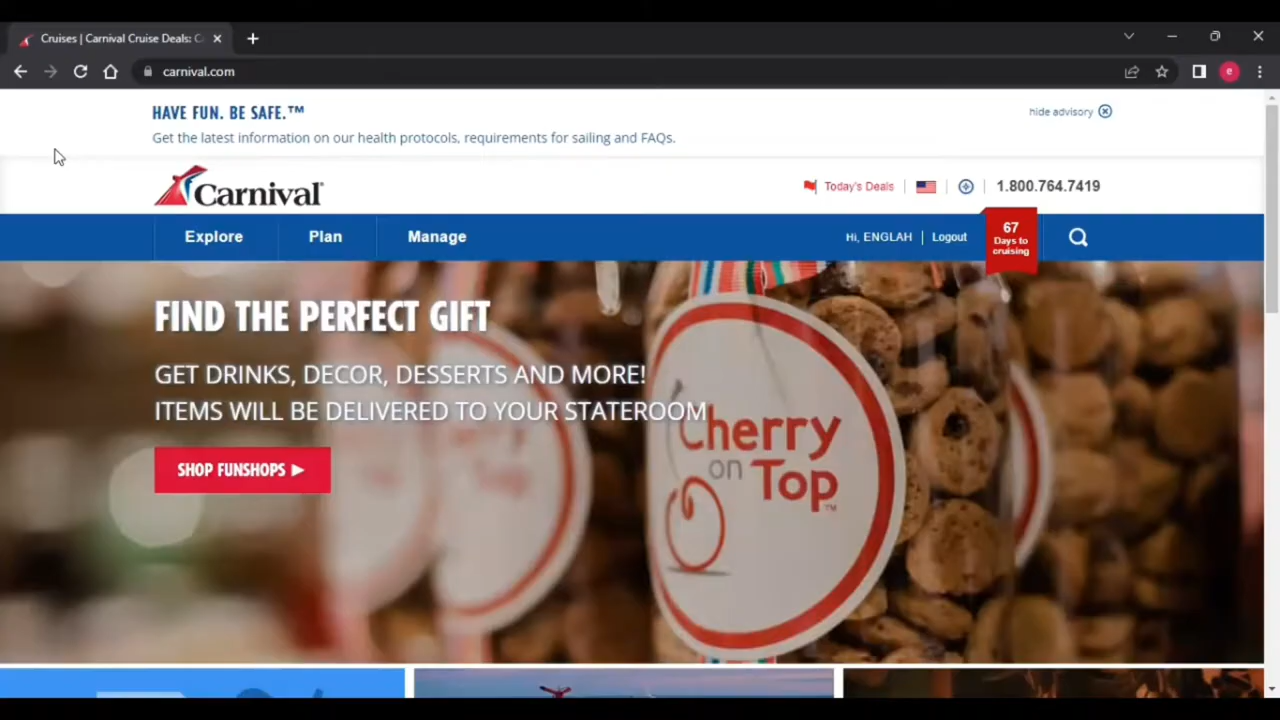 Cruises | Carnival Cruise Deals: C
carnival.com
e
HAVE FUN. BE SAFE.™
hide advisory
Get the latest information on our health protocols, requirements for sailing and FAQs.
Carnival
Today's Deals
1.800.764.7419
Explore
Plan
Manage
Hi, ENGLAH
Logout
67
Days to
cruising
FIND THE PERFECT GIFT
GET DRINKS, DECOR, DESSERTS AND MORE!
ITEMS WILL BE DELIVERED TO YOUR STATEROOM
SHOP FUNSHOPS
Cherry
on Top™